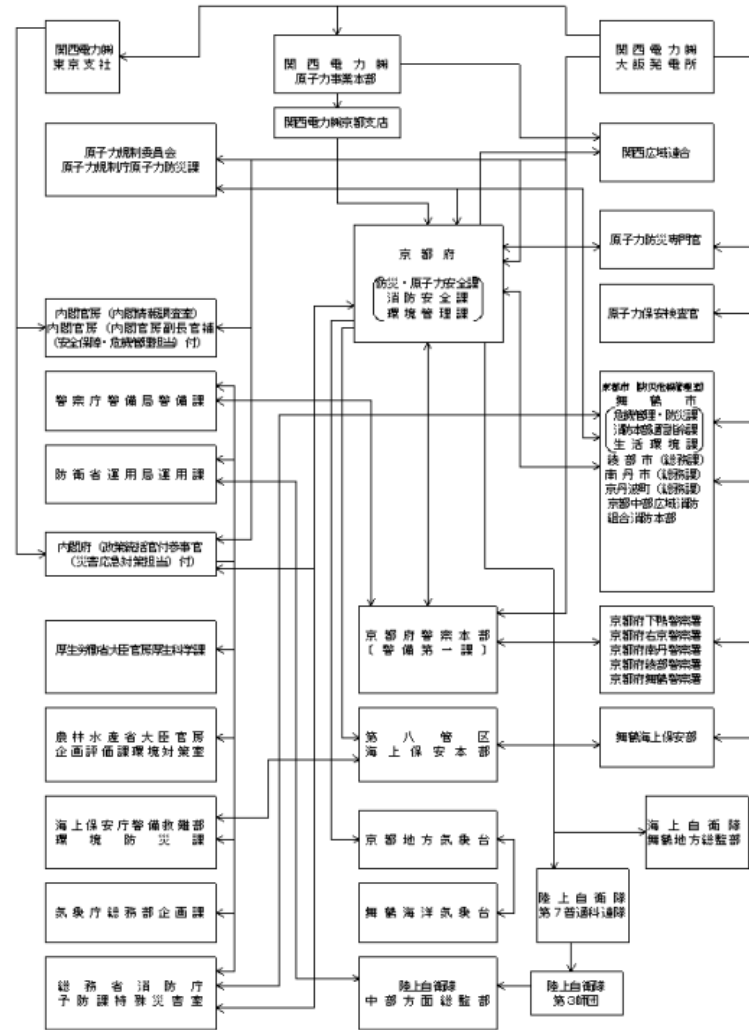 関西電力㈱
東京支社
関西電力㈱
原子力事業本部
関西電力㈱
大飯発電所
関西電力㈱京都支店
原子力規制委員会
原子力規制庁原子力防災課
関西広域連合
京都府
防災・原子力安全課
消防安全課
環境管理課
原子力防災専門官
原子力保安検査官
内閣官房（内閣情報調査室）
内閣官房（内閣官房副長官補
（安全保障・危機管理担当）付）
警察庁警備局警備課
防衛省運用局運用課
内閣府（政策統括官付参事官
（災害応急対策担当）付）
京都市（防災危機管理室）
舞鶴市
危機管理・防災課
消防本部通信指令課
生活環境課
綾部市（総務課）
南丹市（総務課）
京丹波町（総務課）
京都中部広域消防
組合消防本部
厚生労働省大臣官房厚生科学課
京都府警察本部
〔警備第一課〕
京都府下鴨警察署
京都府右京警察署
京都府南丹警察署
京都府綾部警察署
京都府舞鶴警察署
農林水産省大臣官房
企画評価課環境対策室
第八管区
海上保安本部
舞鶴海上保安部
海上保安庁警備救難部
環境防災課
京都地方気象台
海上自衛隊
舞鶴地方総監部
気象庁総務部企画課
舞鶴海洋気象台
陸上自衛隊
第７普通科連隊
総務省消防庁
予防課特殊災害室
陸上自衛隊
中部方面総監部
陸上自衛隊
第３師団